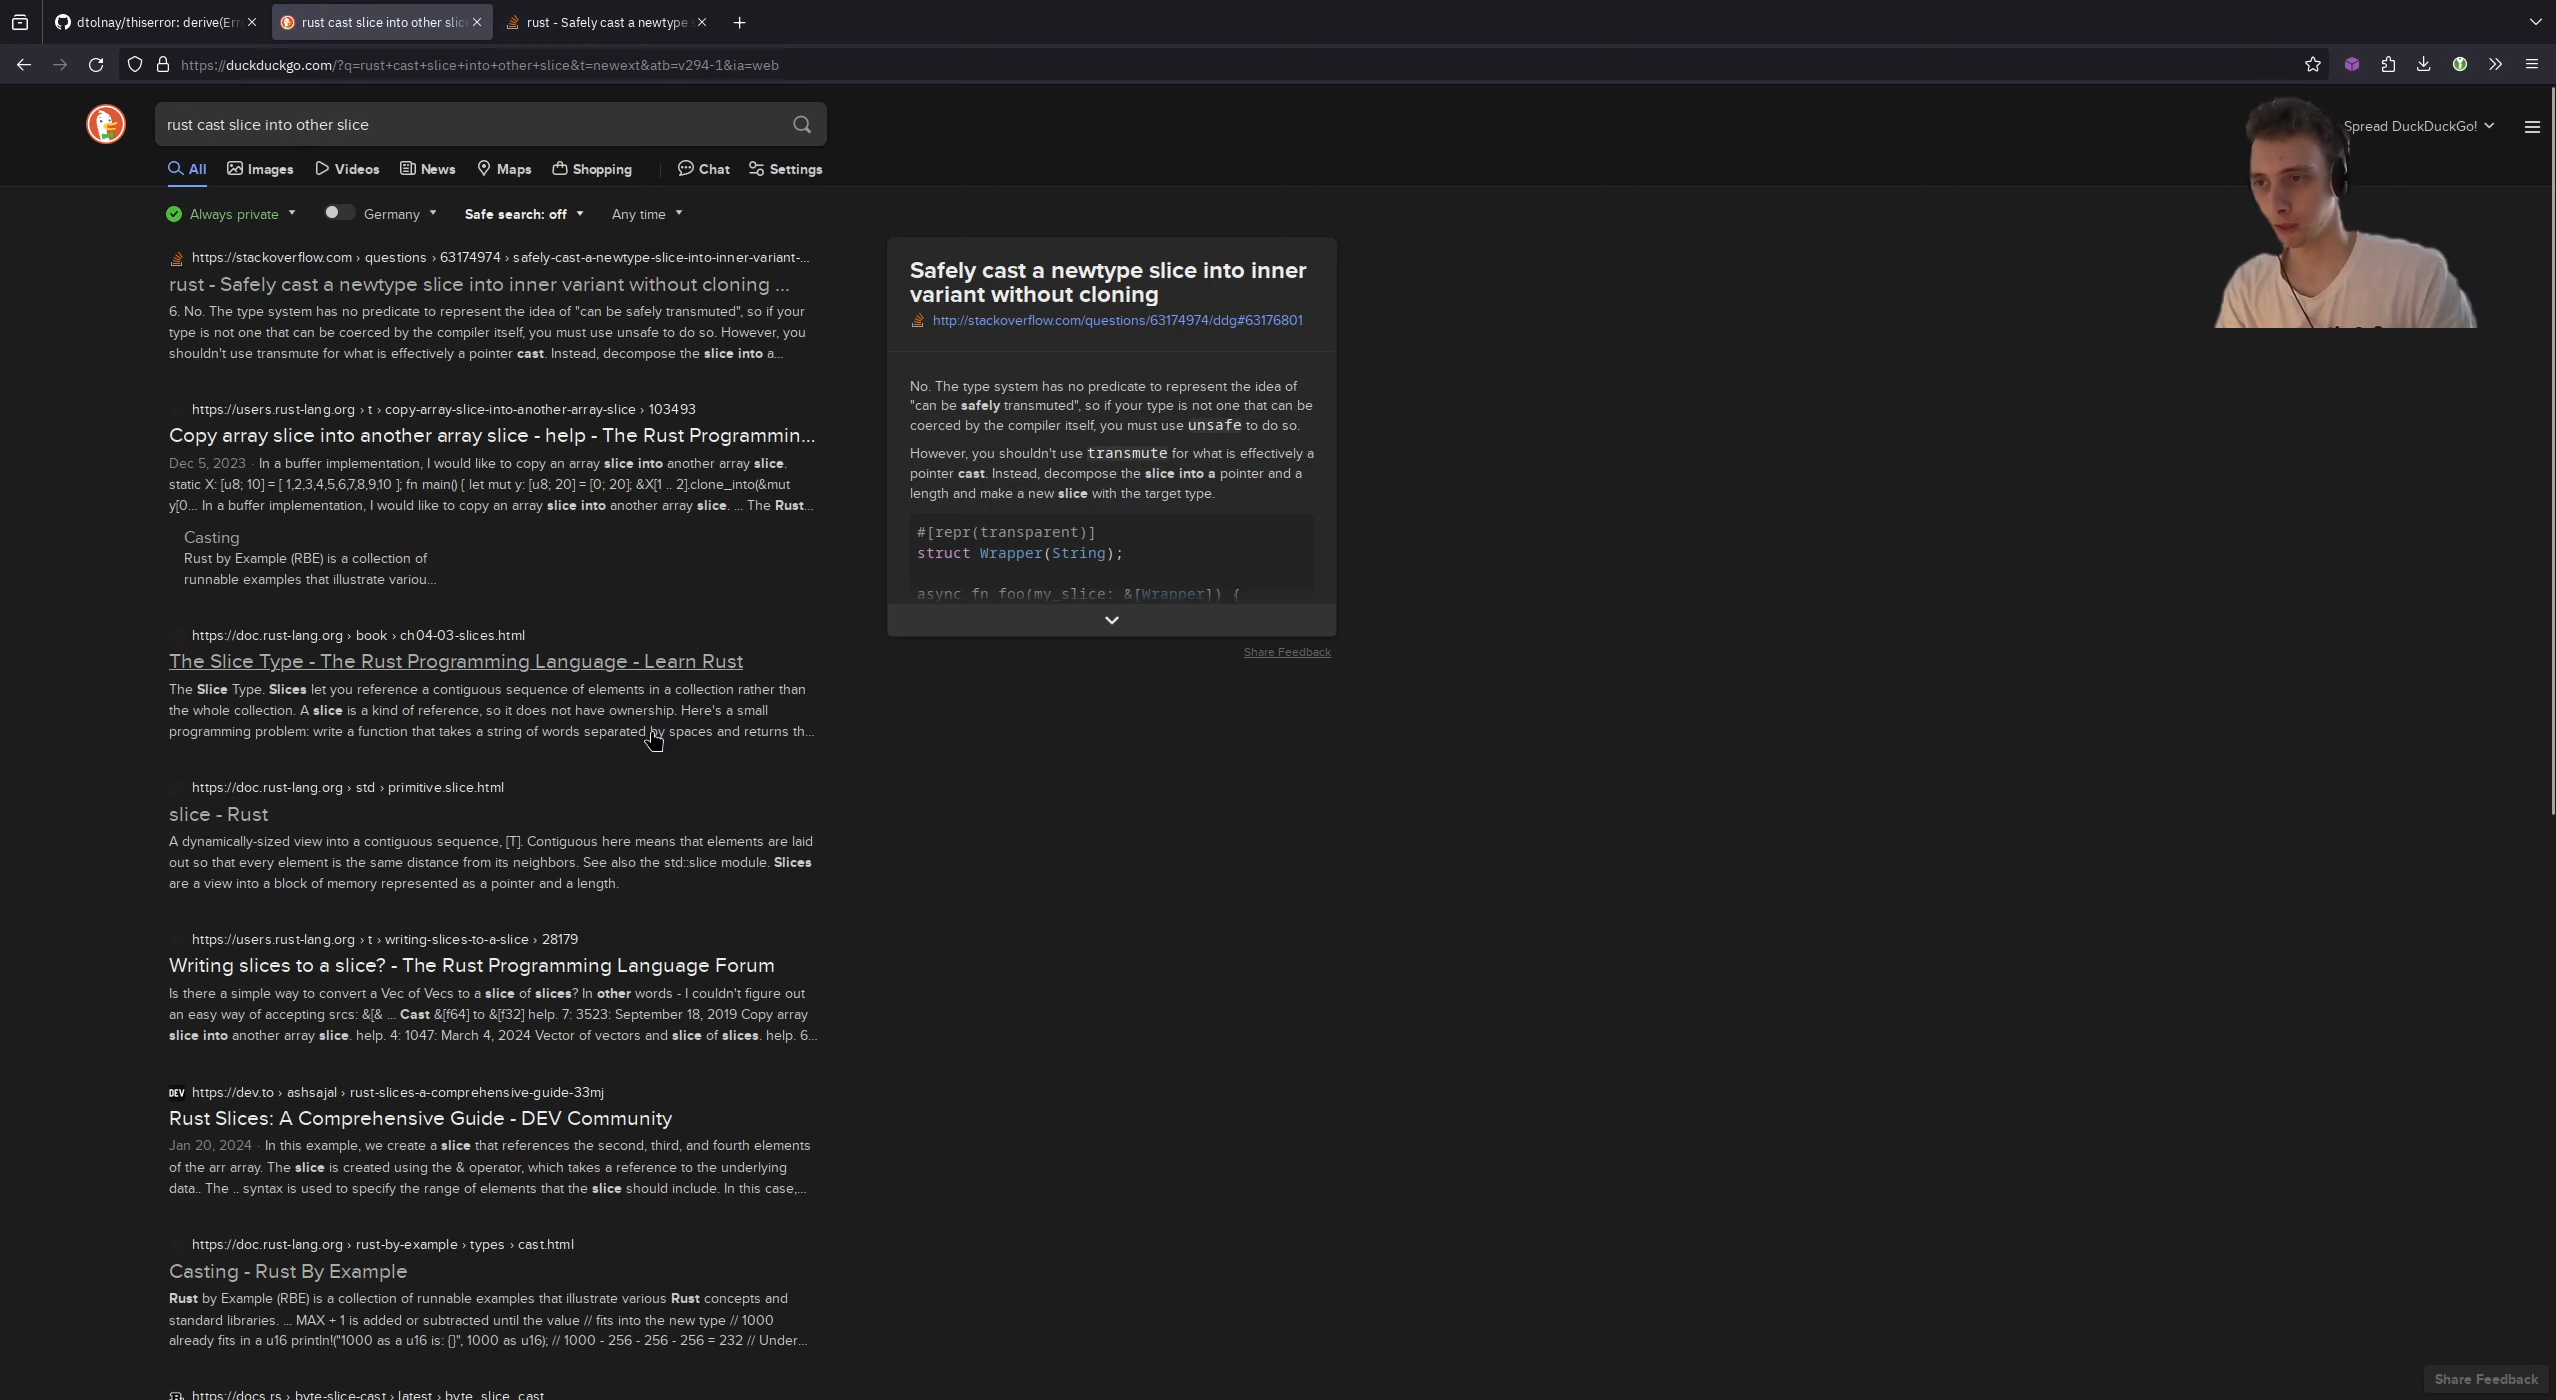 dtolnay/thiserror: derive(Err
rust cast slice into other slic
rust - Safely cast a newtype s
https://duckduckgo.com/?q=rust+cast+slice+into+other+slice&t=newext&atb=v294-1&ia=web
rust cast slice into other slice
Spread DuckDuckGo!
All Images Videos News Maps Shopping Chat Settings
Always private Germany Safe search: off Any time
https://stackoverflow.com › questions › 63174974 › safely-cast-a-newtype-slice-into-inner-variant-...
rust - Safely cast a newtype slice into inner variant without cloning ...
6. No. The type system has no predicate to represent the idea of "can be safely transmuted", so if your
type is not one that can be coerced by the compiler itself, you must use unsafe to do so. However, you
shouldn't use transmute for what is effectively a pointer cast. Instead, decompose the slice into a...
https://users.rust-lang.org › t › copy-array-slice-into-another-array-slice › 103493
Copy array slice into another array slice - help - The Rust Programmin...
Dec 5, 2023 · In a buffer implementation, I would like to copy an array slice into another array slice.
static X: [u8; 10] = [ 1,2,3,4,5,6,7,8,9,10 ]; fn main() { let mut y: [u8; 20] = [0; 20]; &X[1 .. 2].clone_into(&mut
y[0... In a buffer implementation, I would like to copy an array slice into another array slice. ... The Rust...
Casting
Rust by Example (RBE) is a collection of
runnable examples that illustrate variou...
https://doc.rust-lang.org › book › ch04-03-slices.html
The Slice Type - The Rust Programming Language - Learn Rust
The Slice Type. Slices let you reference a contiguous sequence of elements in a collection rather than
the whole collection. A slice is a kind of reference, so it does not have ownership. Here's a small
programming problem: write a function that takes a string of words separated by spaces and returns th...
https://doc.rust-lang.org › std › primitive.slice.html
slice - Rust
A dynamically-sized view into a contiguous sequence, [T]. Contiguous here means that elements are laid
out so that every element is the same distance from its neighbors. See also the std::slice module. Slices
are a view into a block of memory represented as a pointer and a length.
https://users.rust-lang.org › t › writing-slices-to-a-slice › 28179
Writing slices to a slice? - The Rust Programming Language Forum
Is there a simple way to convert a Vec of Vecs to a slice of slices? In other words - I couldn't figure out
an easy way of accepting srcs: &[& ... Cast &[f64] to &[f32] help. 7: 3523: September 18, 2019 Copy array
slice into another array slice. help. 4: 1047: March 4, 2024 Vector of vectors and slice of slices. help. 6...
DEV https://dev.to › ashsajal › rust-slices-a-comprehensive-guide-33mj
Rust Slices: A Comprehensive Guide - DEV Community
Jan 20, 2024 · In this example, we create a slice that references the second, third, and fourth elements
of the arr array. The slice is created using the & operator, which takes a reference to the underlying
data.. The .. syntax is used to specify the range of elements that the slice should include. In this case,...
https://doc.rust-lang.org › rust-by-example › types › cast.html
Casting - Rust By Example
Rust by Example (RBE) is a collection of runnable examples that illustrate various Rust concepts and
standard libraries. ... MAX + 1 is added or subtracted until the value // fits into the new type // 1000
already fits in a u16 println!("1000 as a u16 is: {}", 1000 as u16); // 1000 - 256 - 256 - 256 = 232 // Under...
https://docs.rs › byte-slice-cast › latest › byte_slice_cast
Safely cast a newtype slice into inner
variant without cloning
http://stackoverflow.com/questions/63174974/ddg#63176801
No. The type system has no predicate to represent the idea of
"can be safely transmuted", so if your type is not one that can be
coerced by the compiler itself, you must use unsafe to do so.
However, you shouldn't use transmute for what is effectively a
pointer cast. Instead, decompose the slice into a pointer and a
length and make a new slice with the target type.
#[repr(transparent)]
struct Wrapper(String);
async fn foo(my_slice: &[Wrapper]) {
Share Feedback
Share Feedback